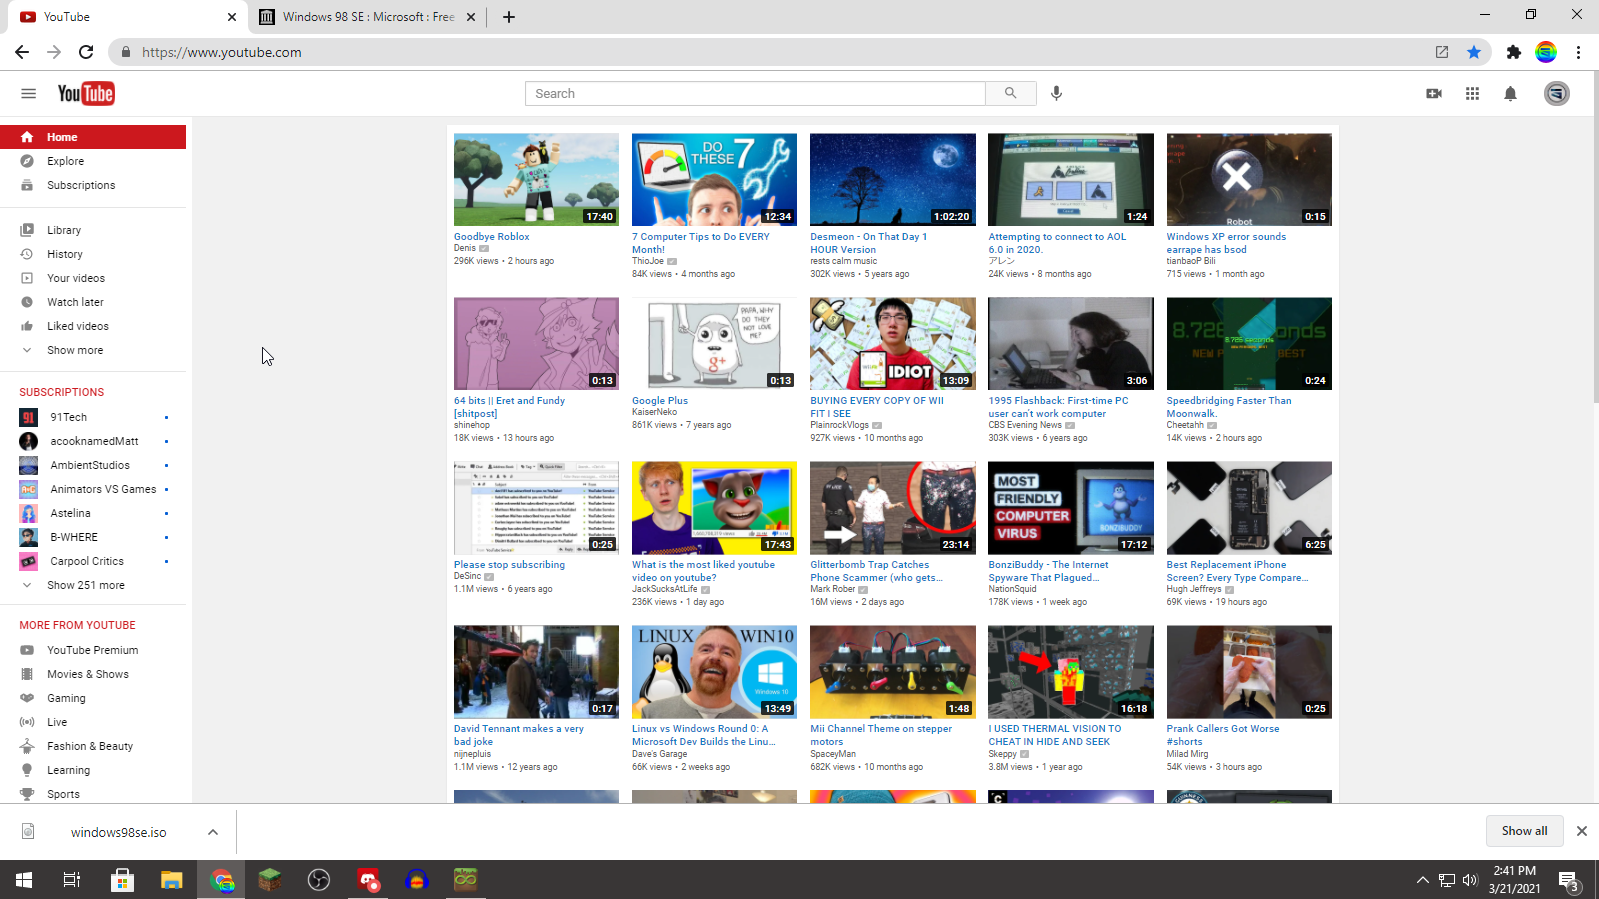 YouTube
Windows 98 SE : Microsoft : Free
https://www.youtube.com
YouTube
Search
Home
Explore
Subscriptions
Library
History
Your videos
Watch later
Liked videos
Show more
SUBSCRIPTIONS
91Tech
acooknamedMatt
AmbientStudios
Animators VS Games
Astelina
B-WHERE
Carpool Critics
Show 251 more
MORE FROM YOUTUBE
YouTube Premium
Movies & Shows
Gaming
Live
Fashion & Beauty
Learning
Sports
17:40
Goodbye Roblox
Denis
296K views • 2 hours ago
DO
THESE 7
12:34
7 Computer Tips to Do EVERY
Month!
ThioJoe
84K views • 4 months ago
1:02:20
Desmeon - On That Day 1
HOUR Version
rests calm music
302K views • 5 years ago
1:24
Attempting to connect to AOL
6.0 in 2020.
アレン
24K views • 8 months ago
Robot
0:15
Windows XP error sounds
earrape has bsod
tianbaoP Bili
715 views • 1 month ago
0:13
64 bits || Eret and Fundy
[shitpost]
shinehop
18K views • 13 hours ago
PAPA, WHY
DO THEY
NOT LOVE
ME?
g+
0:13
Google Plus
KaiserNeko
861K views • 7 years ago
IDIOT
13:09
BUYING EVERY COPY OF WII
FIT I SEE
PlainrockVlogs
927K views • 10 months ago
3:06
1995 Flashback: First-time PC
user can't work computer
CBS Evening News
303K views • 6 years ago
8.726 seconds
8.726 seconds
0:24
Speedbridging Faster Than
Moonwalk.
Cheetahh
14K views • 2 hours ago
0:25
Please stop subscribing
DeSinc
1.1M views • 6 years ago
17:43
What is the most liked youtube
video on youtube?
JackSucksAtLife
236K views • 1 day ago
23:14
Glitterbomb Trap Catches
Phone Scammer (who gets...
Mark Rober
16M views • 2 days ago
MOST
FRIENDLY
COMPUTER
VIRUS
BONZIBUDDY
17:12
BonziBuddy - The Internet
Spyware That Plagued...
NationSquid
178K views • 1 week ago
6:25
Best Replacement iPhone
Screen? Every Type Compare...
Hugh Jeffreys
69K views • 19 hours ago
0:17
David Tennant makes a very
bad joke
nijnepluis
1.1M views • 12 years ago
LINUX WIN10
Windows 10
13:49
Linux vs Windows Round 0: A
Microsoft Dev Builds the Linu...
Dave's Garage
66K views • 2 weeks ago
1:48
Mii Channel Theme on stepper
motors
SpaceyMan
682K views • 10 months ago
16:18
I USED THERMAL VISION TO
CHEAT IN HIDE AND SEEK
Skeppy
3.8M views • 1 year ago
0:25
Prank Callers Got Worse
#shorts
Milad Mirg
54K views • 3 hours ago
windows98se.iso
Show all
2:41 PM
3/21/2021
3